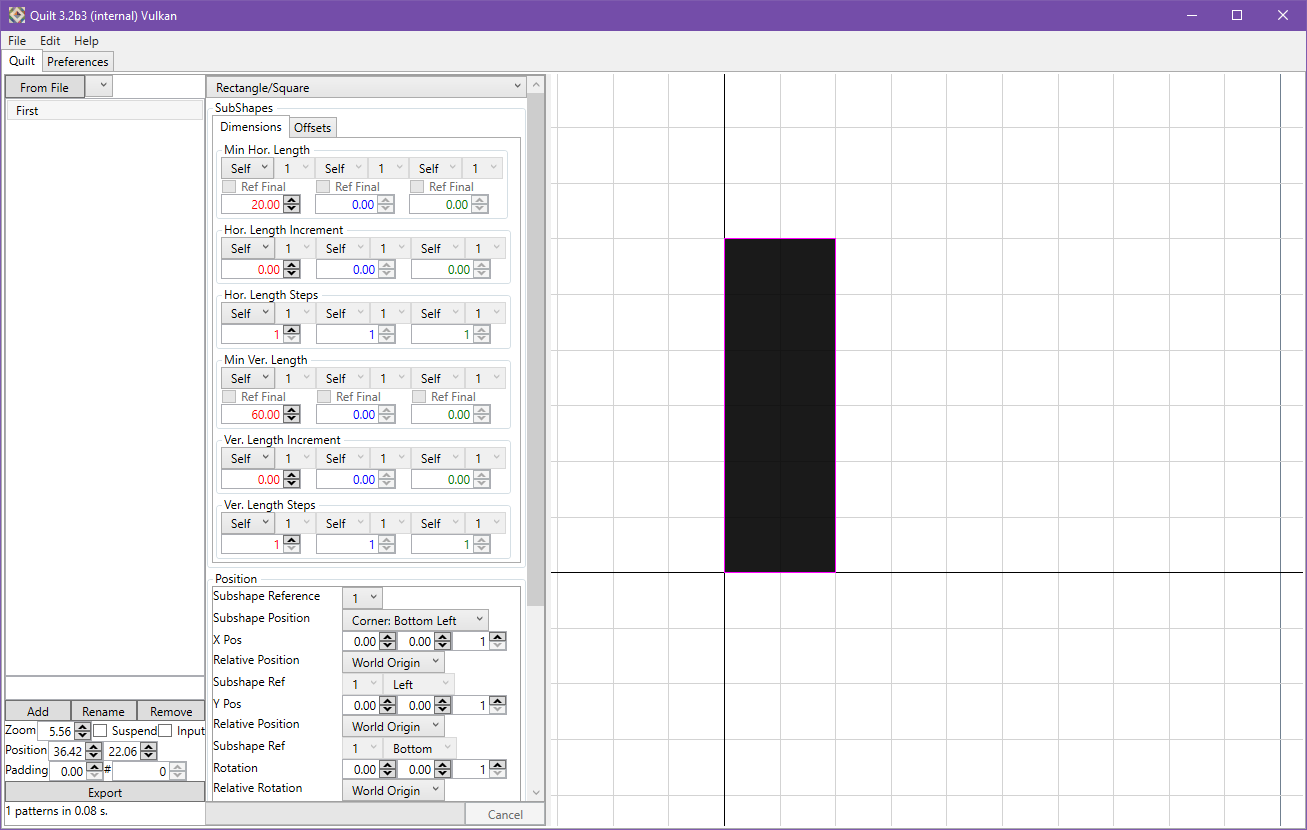 Quilt 3.2b3 (internal) Vulkan
File Edit Help
Quilt Preferences
From File
First
Rectangle/Square
SubShapes
Dimensions Offsets
Min Hor. Length
Self 1 Self 1 Self 1
Ref Final Ref Final Ref Final
20.00 0.00 0.00
Hor. Length Increment
Self 1 Self 1 Self 1
0.00 0.00 0.00
Hor. Length Steps
Self 1 Self 1 Self 1
1 1 1
Min Ver. Length
Self 1 Self 1 Self 1
Ref Final Ref Final Ref Final
60.00 0.00 0.00
Ver. Length Increment
Self 1 Self 1 Self 1
0.00 0.00 0.00
Ver. Length Steps
Self 1 Self 1 Self 1
1 1 1
Position
Subshape Reference 1
Subshape Position Corner: Bottom Left
X Pos 0.00 0.00 1
Relative Position World Origin
Subshape Ref 1 Left
Y Pos 0.00 0.00 1
Relative Position World Origin
Subshape Ref 1 Bottom
Rotation 0.00 0.00 1
Relative Rotation World Origin
Cancel
Add Rename Remove
Zoom 5.56 Suspend Input
Position 36.42 22.06
Padding 0.00 # 0
Export
1 patterns in 0.08 s.